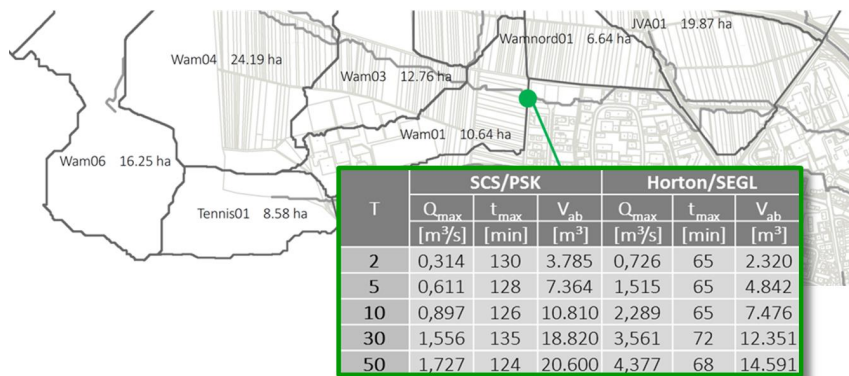 JVA01 19.87 ha
Wamnord01 6.64 ha
Wam04 24.19 ha
Wam03 12.76 ha
Wam01 10.64 ha
Wam06 16.25 ha
Tennis01 8.58 ha
T SCS/PSK Horton/SEGL
Qmax tmax Vab Qmax tmax Vab
[m³/s] [min] [m³] [m³/s] [min] [m³]
2 0,314 130 3.785 0,726 65 2.320
5 0,611 128 7.364 1,515 65 4.842
10 0,897 126 10.810 2,289 65 7.476
30 1,556 135 18.820 3,561 72 12.351
50 1,727 124 20.600 4,377 68 14.591